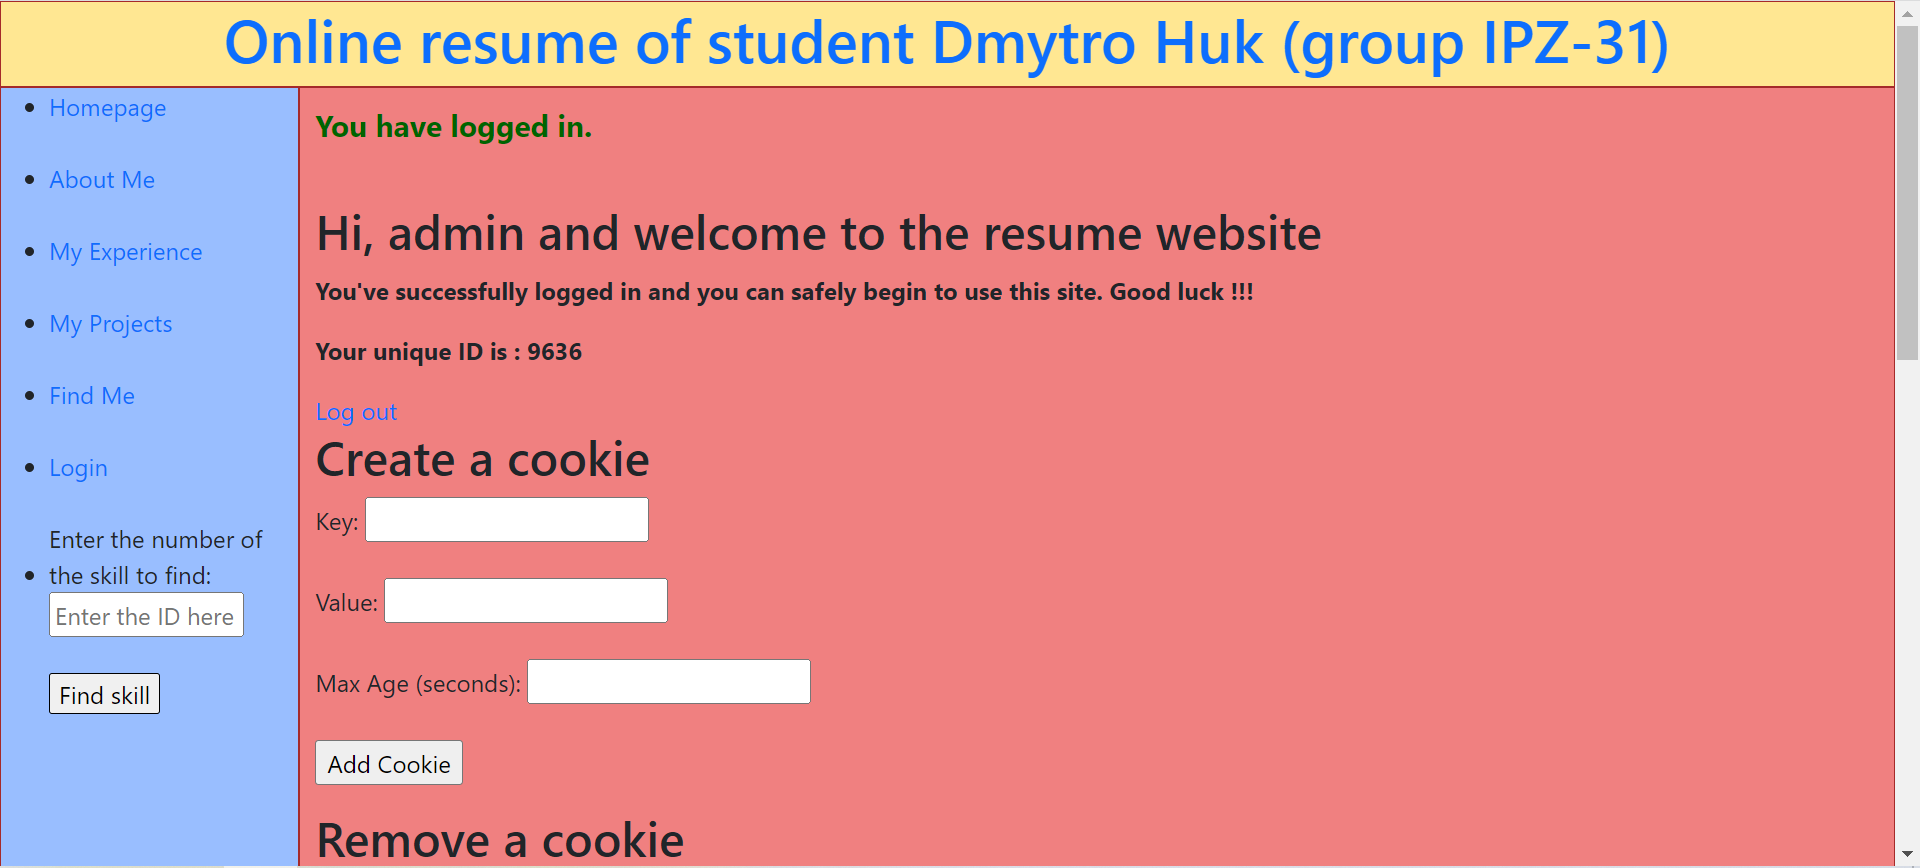 Online resume of student Dmytro Huk (group IPZ-31)
Homepage
About Me
My Experience
My Projects
Find Me
Login
Enter the number of
the skill to find:
Enter the ID here
Find skill
You have logged in.
Hi, admin and welcome to the resume website
You've successfully logged in and you can safely begin to use this site. Good luck !!!
Your unique ID is : 9636
Log out
Create a cookie
Key:
Value:
Max Age (seconds):
Add Cookie
Remove a cookie